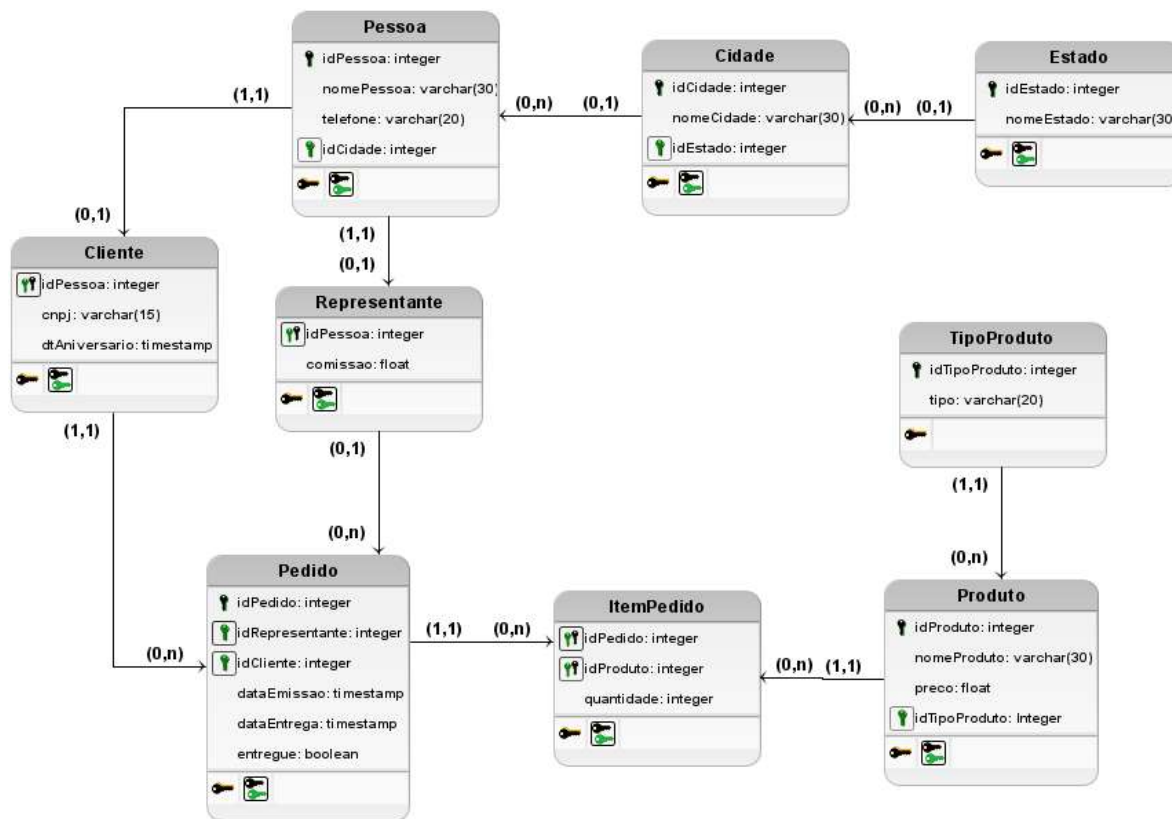 Pessoa
idPessoa: integer
nomePessoa: varchar(30)
telefone: varchar(20)
idCidade: integer
Cidade
idCidade: integer
nomeCidade: varchar(30)
idEstado: integer
Estado
idEstado: integer
nomeEstado: varchar(30
(1,1)
(0,n)
(0,1)
(0,n)
(0,1)
(0,1)
(1,1)
(0,1)
Cliente
idPessoa: integer
cnpj: varchar(15)
dtAniversario: timestamp
Representante
idPessoa: integer
comissao: float
TipoProduto
idTipoProduto: integer
tipo: varchar(20)
(1,1)
(0,1)
(1,1)
(0,n)
(0,n)
(0,n)
Pedido
idPedido: integer
idRepresentante: integer
idCliente: integer
dataEmissao: timestamp
dataEntrega: timestamp
entregue: boolean
(1,1)
(0,n)
ItemPedido
idPedido: integer
idProduto: integer
quantidade: integer
(0,n)
(1,1)
Produto
idProduto: integer
nomeProduto: varchar(30)
preco: float
idTipoProduto: Integer